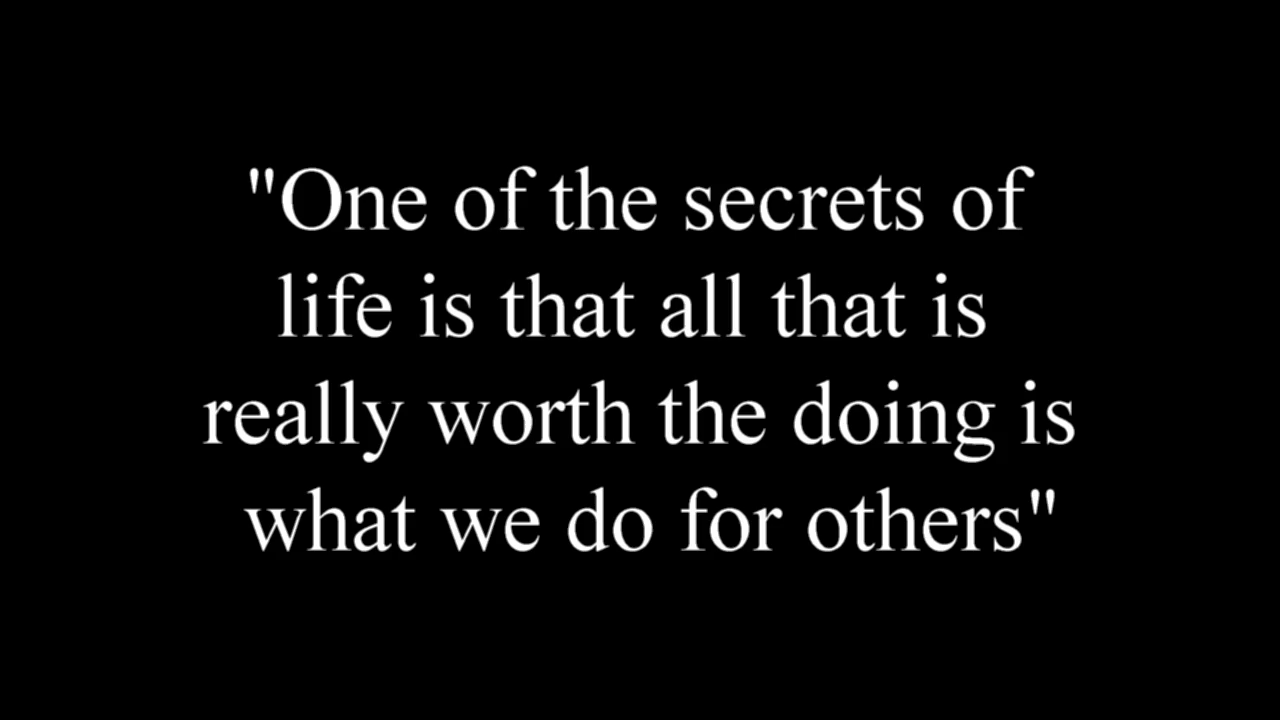 "One of the secrets of
life is that all that is
really worth the doing is
what we do for others"